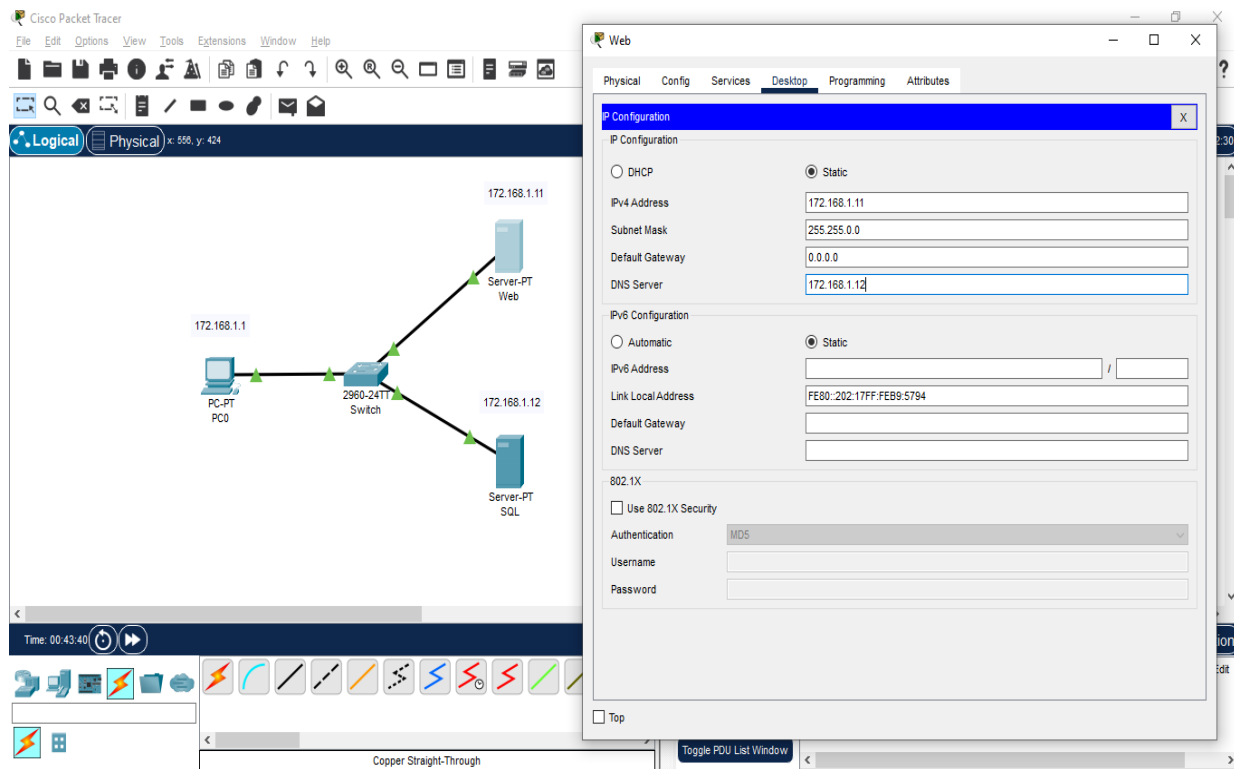 Cisco Packet Tracer
File Edit Options View Tools Extensions Window Help
Logical Physical x: 556, y: 424
172.168.1.11
Server-PT
Web
172.168.1.1
PC-PT
PC0
2960-24TT
Switch
172.168.1.12
Server-PT
SQL
Time: 00:43:40
Copper Straight-Through
Web
Physical Config Services Desktop Programming Attributes
IP Configuration X
IP Configuration
DHCP Static
IPv4 Address 172.168.1.11
Subnet Mask 255.255.0.0
Default Gateway 0.0.0.0
DNS Server 172.168.1.12
IPv6 Configuration
Automatic Static
IPv6 Address /
Link Local Address FE80::202:17FF:FEB9:5794
Default Gateway
DNS Server
802.1X
Use 802.1X Security
Authentication MD5
Username
Password
Top
Toggle PDU List Window
?
2:30
ion